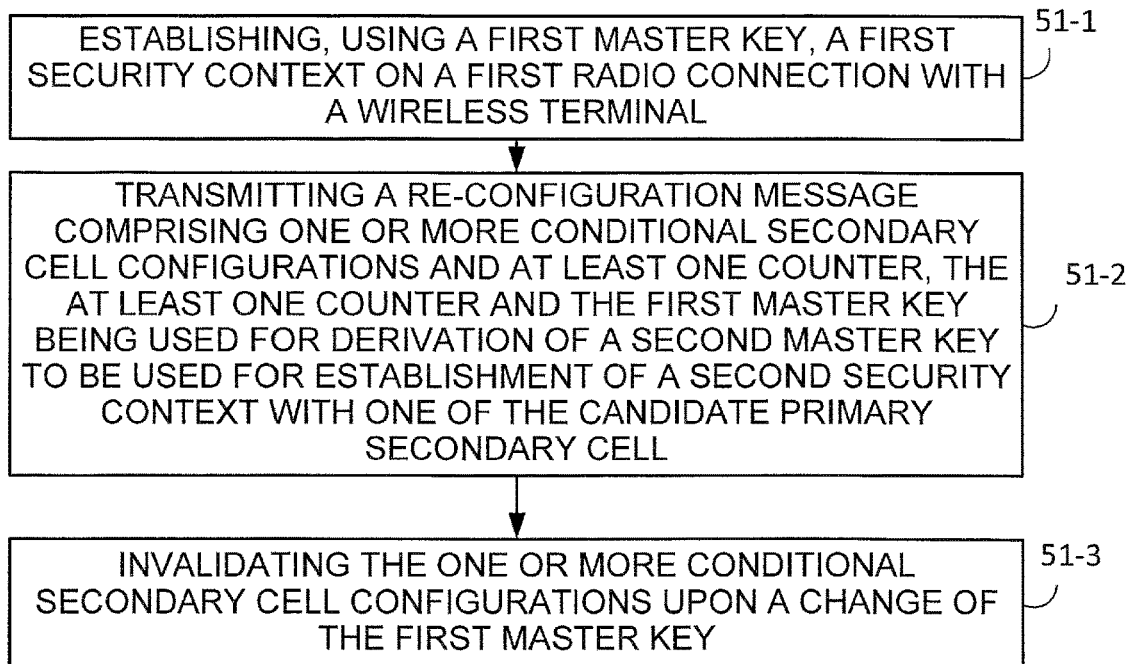 ESTABLISHING, USING A FIRST MASTER KEY, A FIRST
SECURITY CONTEXT ON A FIRST RADIO CONNECTION WITH
A WIRELESS TERMINAL
51-1
TRANSMITTING A RE-CONFIGURATION MESSAGE
COMPRISING ONE OR MORE CONDITIONAL SECONDARY
CELL CONFIGURATIONS AND AT LEAST ONE COUNTER, THE
AT LEAST ONE COUNTER AND THE FIRST MASTER KEY
BEING USED FOR DERIVATION OF A SECOND MASTER KEY
TO BE USED FOR ESTABLISHMENT OF A SECOND SECURITY
CONTEXT WITH ONE OF THE CANDIDATE PRIMARY
SECONDARY CELL
51-2
INVALIDATING THE ONE OR MORE CONDITIONAL
SECONDARY CELL CONFIGURATIONS UPON A CHANGE OF
THE FIRST MASTER KEY
51-3